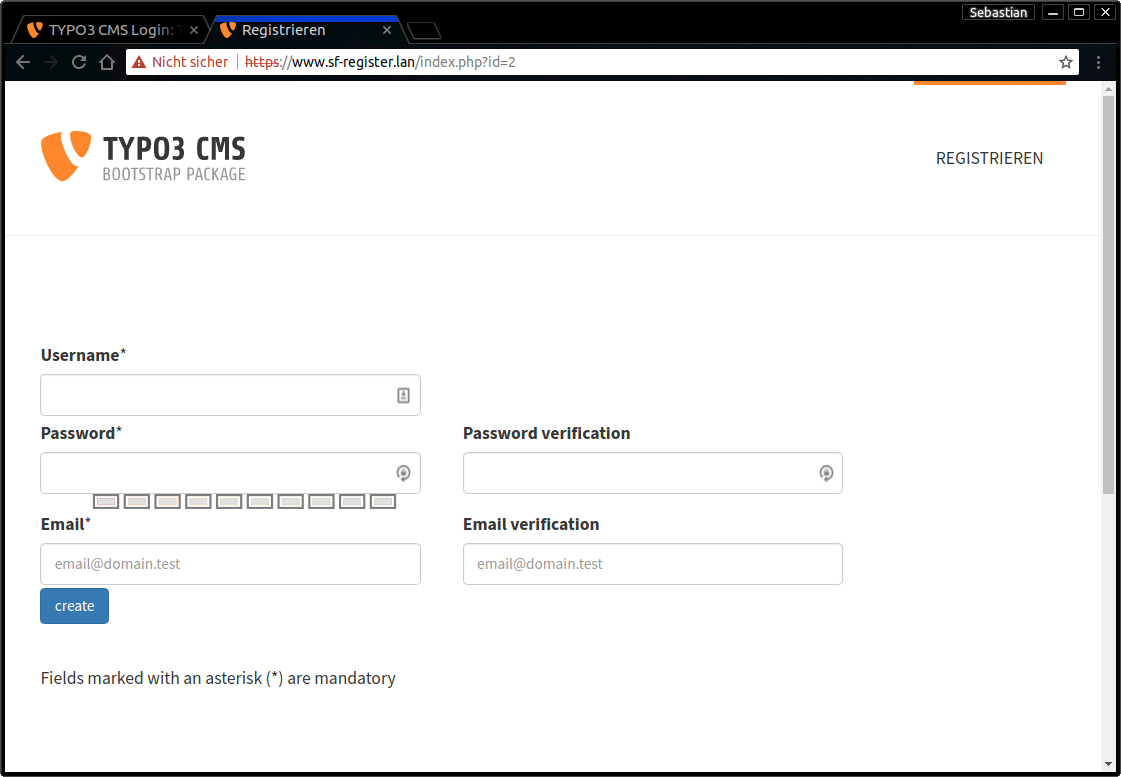 Sebastian
TYPO3 CMS Login:
Registrieren
Nicht sicher https://www.sf-register.lan/index.php?id=2
TYPO3 CMS
BOOTSTRAP PACKAGE
REGISTRIEREN
Username*
Password* Password verification
Email* Email verification
email@domain.test email@domain.test
create
Fields marked with an asterisk (*) are mandatory